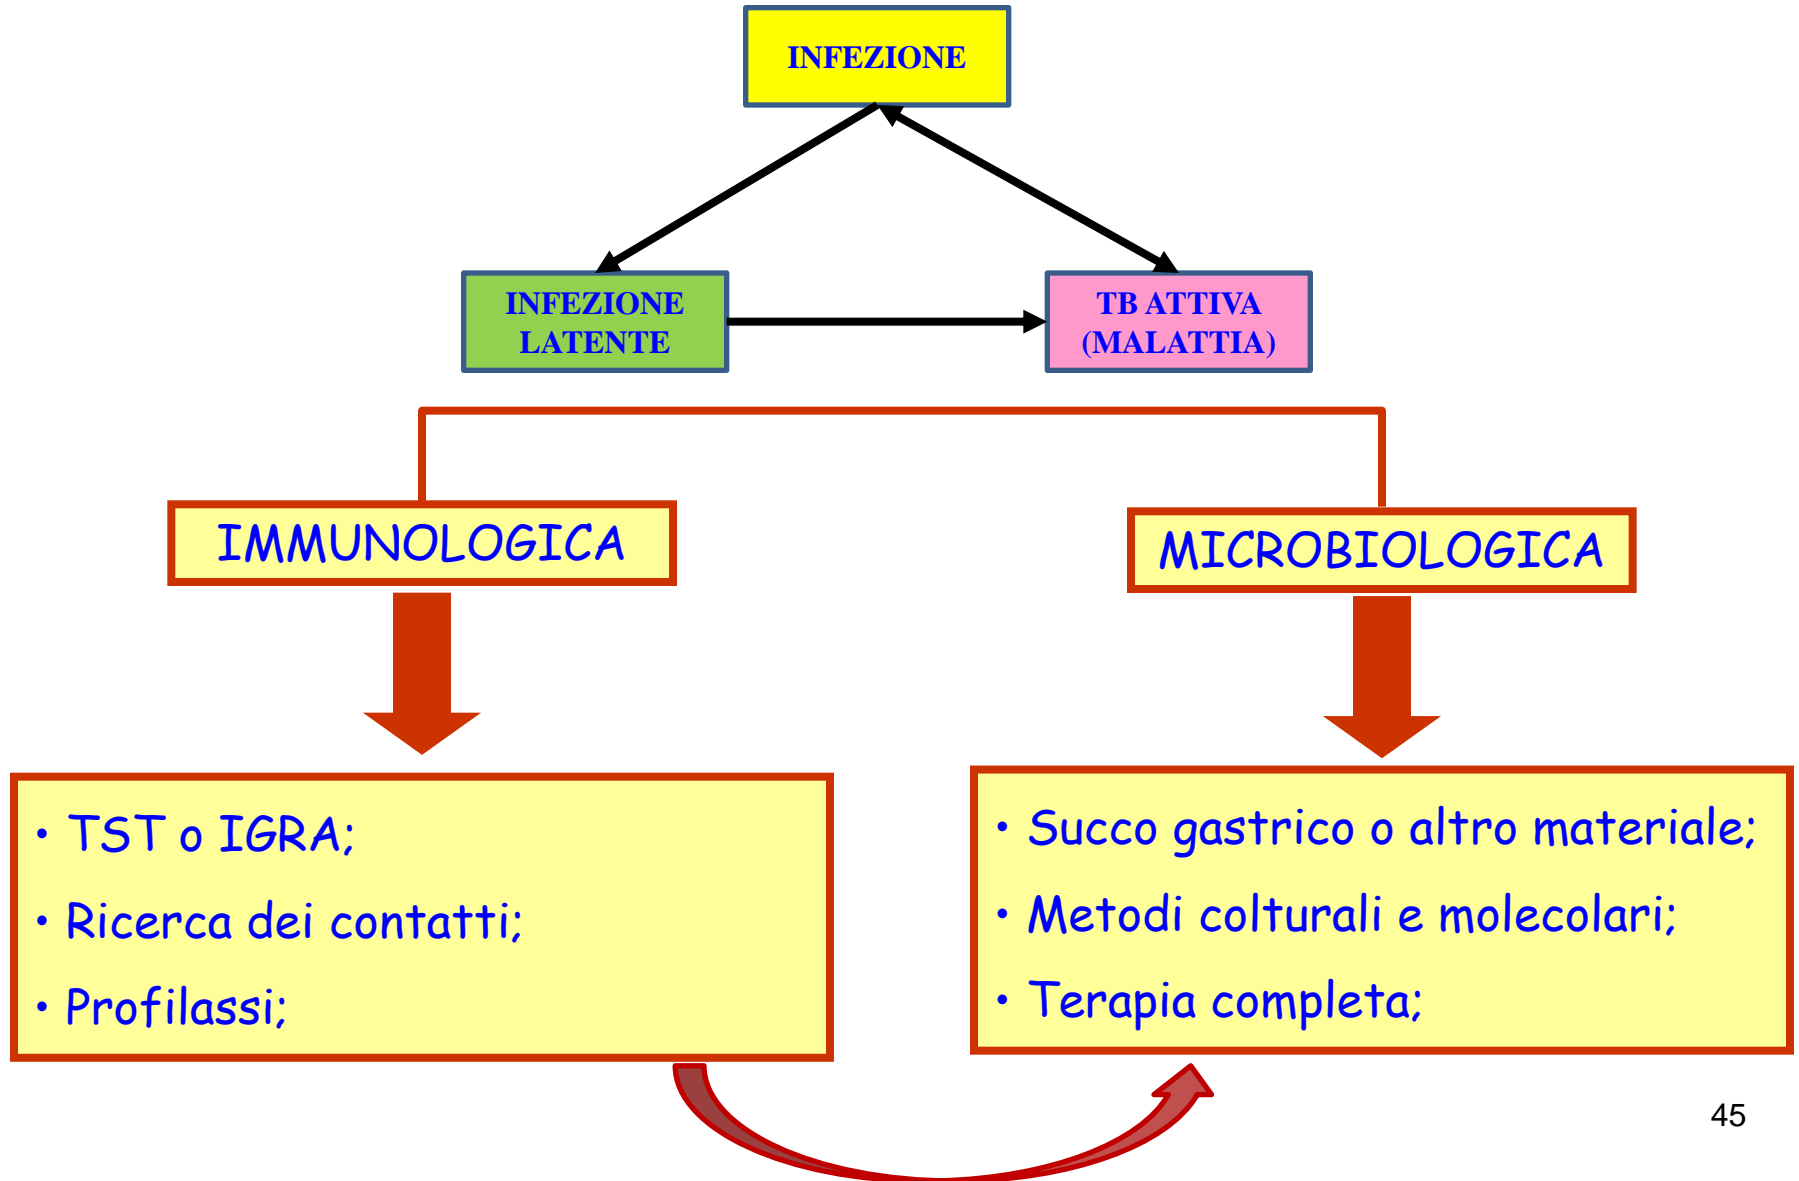 INFEZIONE
INFEZIONE
LATENTE
TB ATTIVA
(MALATTIA)
IMMUNOLOGICA
MICROBIOLOGICA
• TST o IGRA;
• Ricerca dei contatti;
• Profilassi;
• Succo gastrico o altro materiale;
• Metodi colturali e molecolari;
• Terapia completa;
45